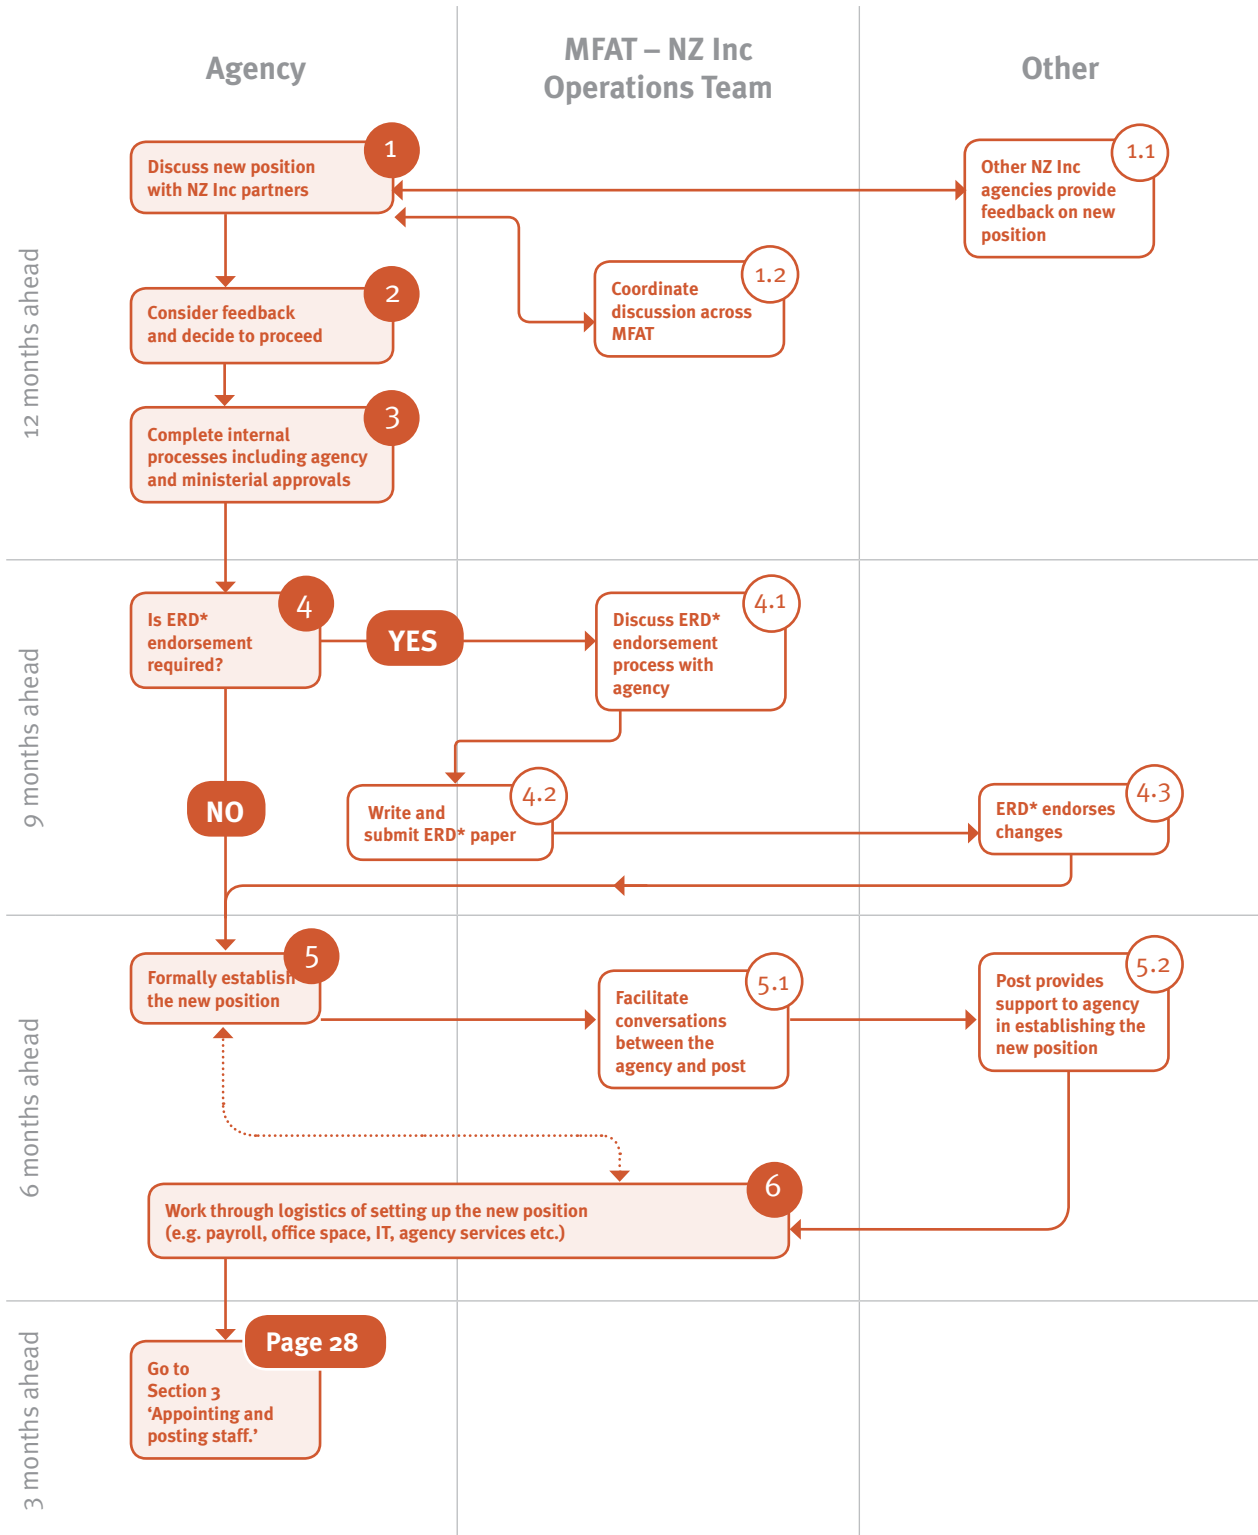 Agency
MFAT – NZ Inc
Operations Team
Other
12 months ahead
1
Discuss new position
with NZ Inc partners
1.1
Other NZ Inc
agencies provide
feedback on new
position
1.2
Coordinate
discussion across
MFAT
2
Consider feedback
and decide to proceed
3
Complete internal
processes including agency
and ministerial approvals
9 months ahead
4
Is ERD*
endorsement
required?
YES
4.1
Discuss ERD*
endorsement
process with
agency
NO
4.2
Write and
submit ERD* paper
4.3
ERD* endorses
changes
6 months ahead
5
Formally establish
the new position
5.1
Facilitate
conversations
between the
agency and post
5.2
Post provides
support to agency
in establishing the
new position
6
Work through logistics of setting up the new position
(e.g. payroll, office space, IT, agency services etc.)
3 months ahead
Page 28
Go to
Section 3
‘Appointing and
posting staff.’